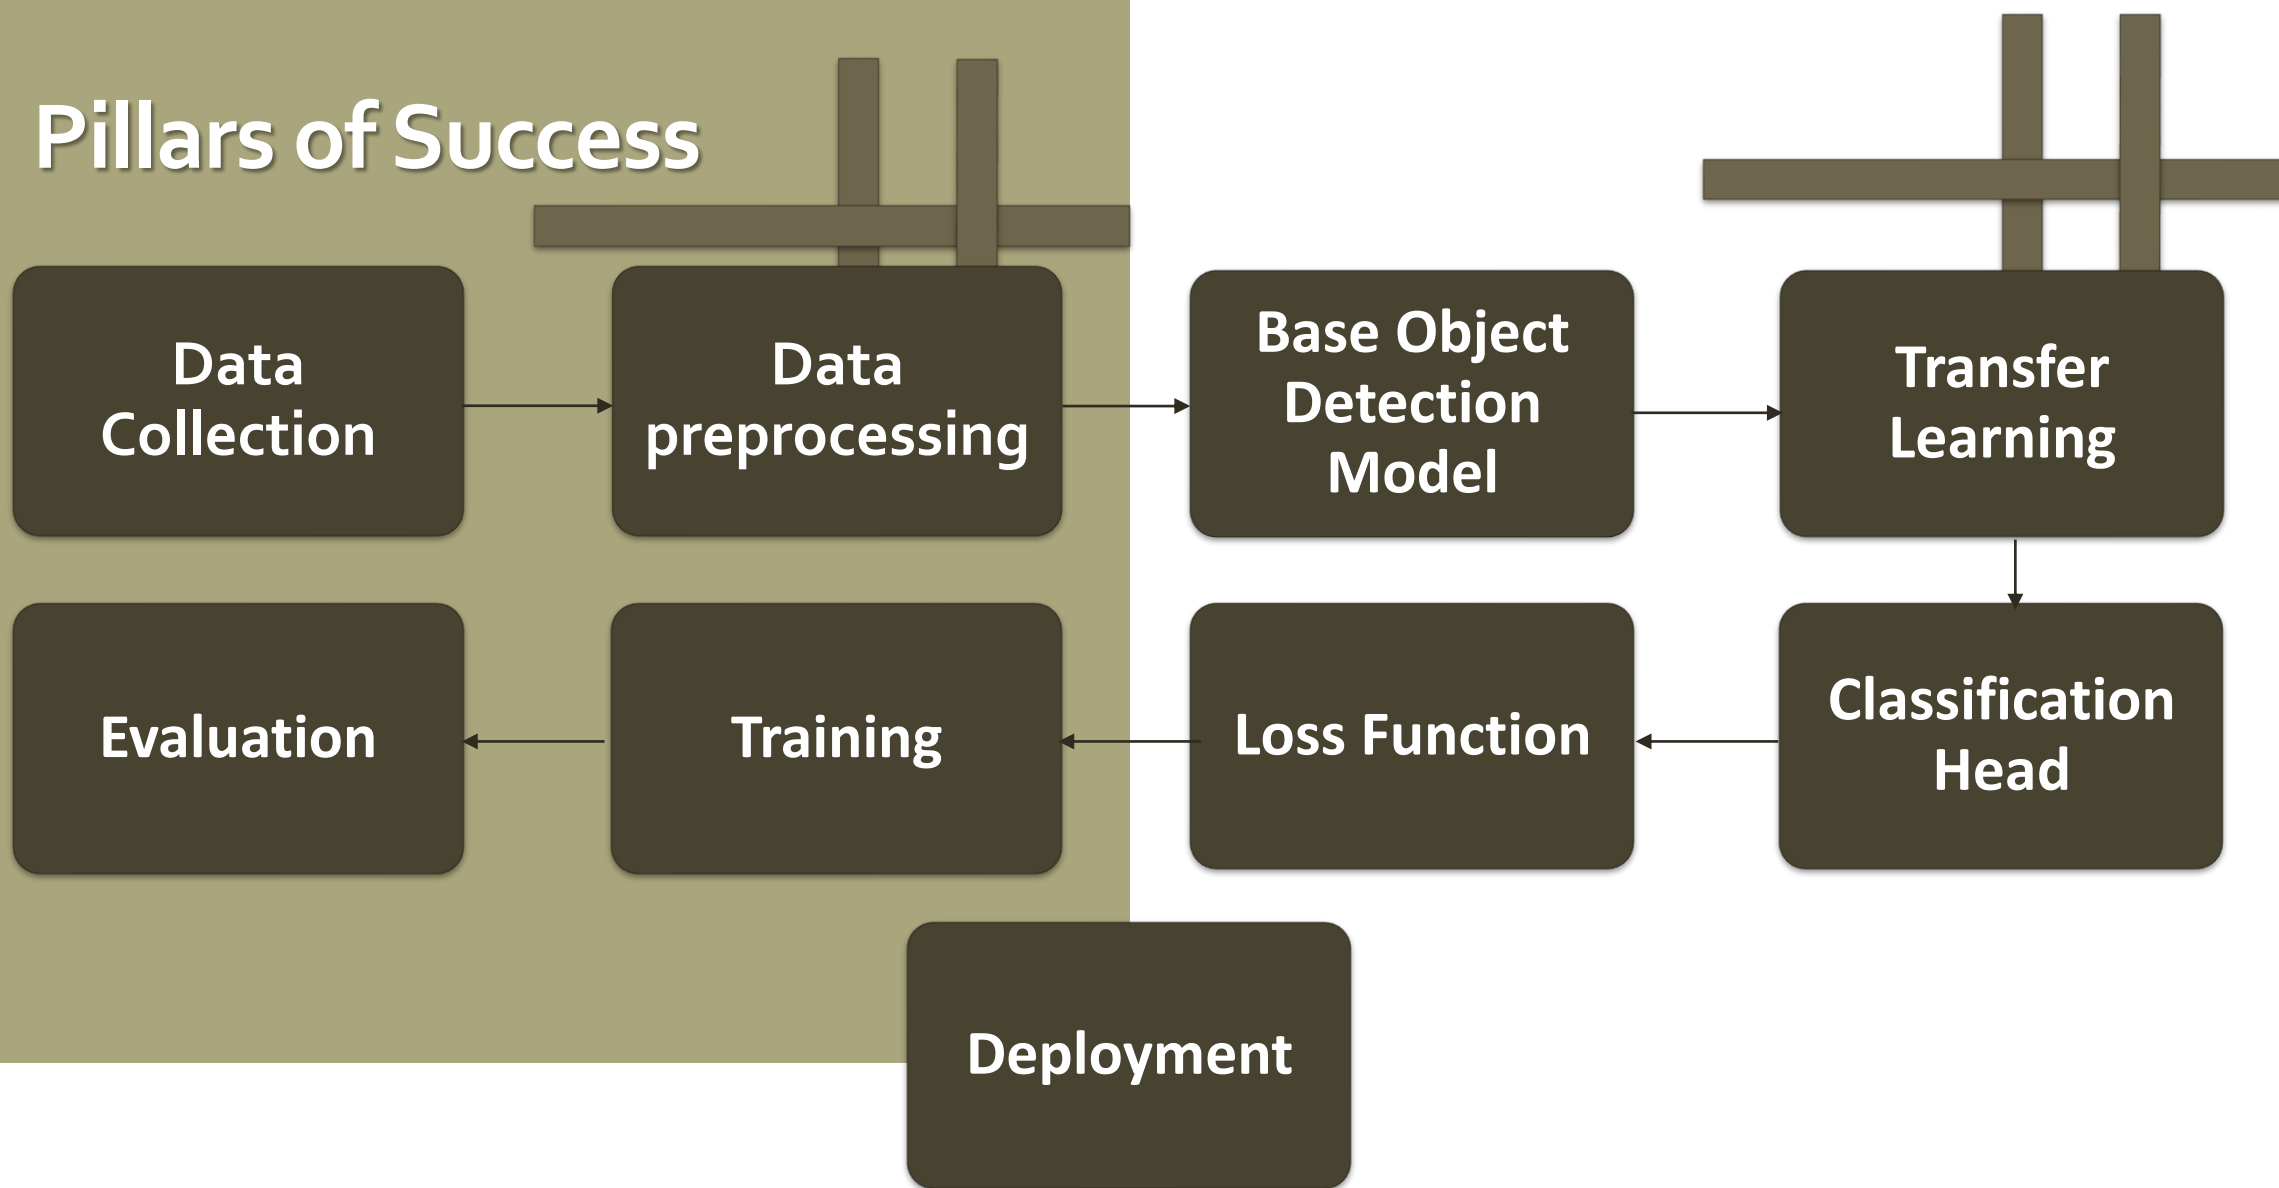 Pillars of Success
Data
Collection
Data
preprocessing
Base Object
Detection
Model
Transfer
Learning
Classification
Head
Loss Function
Training
Evaluation
Deployment